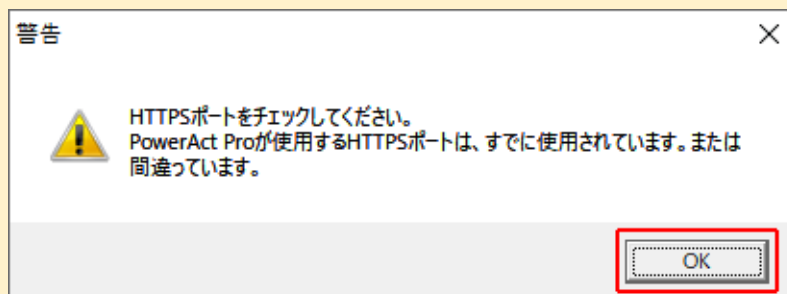 警告
HTTPSポートをチェックしてください。
PowerAct Proが使用するHTTPSポートは、すでに使用されています。または
間違っています。
OK